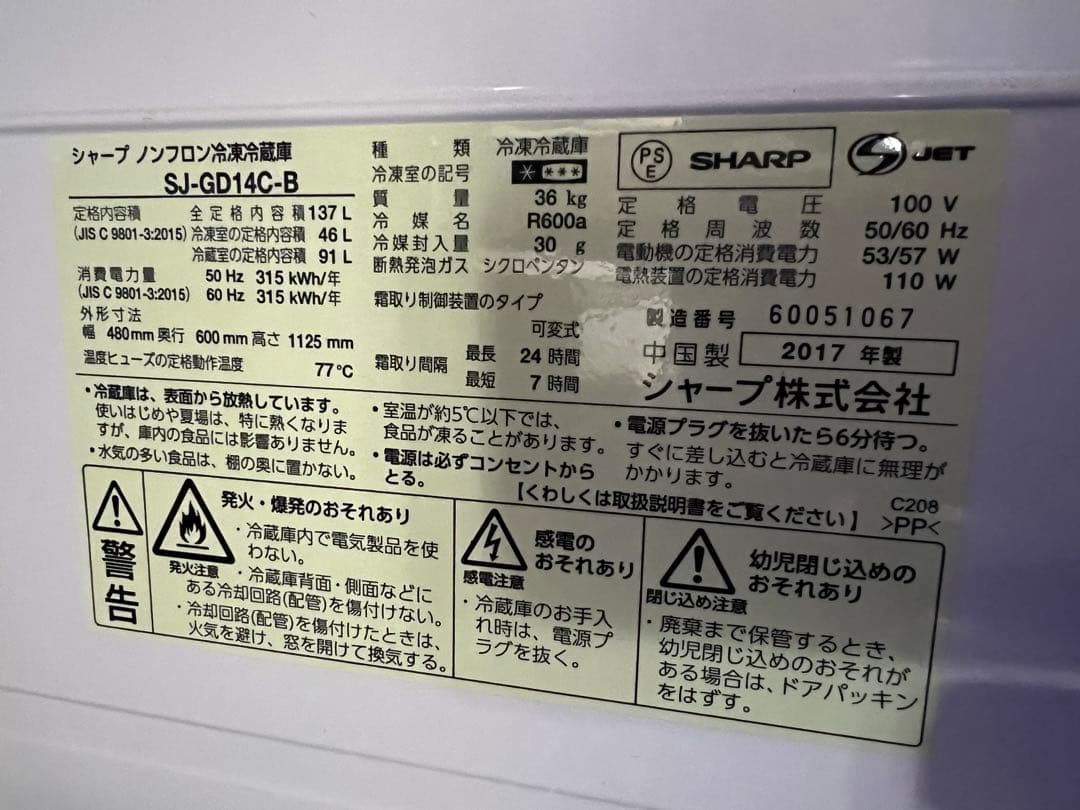 シャープ ノンフロン冷凍冷蔵庫
SJ-GD14C-B
定格内容積 全定格内容積 137 L
(JIS C 9801-3:2015) 冷凍室の定格内容積 46 L
冷蔵室の定格内容積 91 L
消費電力量 50 Hz 315 kWh/年
(JIS C 9801-3:2015) 60 Hz 315 kWh/年
外形寸法
幅 480mm 奥行 600mm 高さ 1125 mm
温度ヒューズの定格動作温度 77℃
種類 冷凍冷蔵庫
冷凍室の記号 * ***
質量 36 kg
冷媒名 R600a
冷媒封入量 30 g
断熱発泡ガス シクロペンタン
霜取り制御装置のタイプ
可変式
霜取り間隔 最長 24 時間
最短 7 時間
PSE SHARP S JET
定格電圧 100 V
定格周波数 50/60 Hz
電動機の定格消費電力 53/57 W
電熱装置の定格消費電力 110 W
製造番号 60051067
中国製 2017 年製
シャープ株式会社
・冷蔵庫は、表面から放熱しています。
使いはじめや夏場は、特に熱くなりま
すが、庫内の食品には影響ありません。
・水気の多い食品は、棚の奥に置かない。
・室温が約5℃以下では、
食品が凍ることがあります。
・電源は必ずコンセントから
とる。
・電源プラグを抜いたら6分待つ。
すぐに差し込むと冷蔵庫に無理が
かかります。
【くわしくは取扱説明書をご覧ください】
C208
>PP<
警告
発火注意
発火・爆発のおそれあり
・冷蔵庫内で電気製品を使
わない。
・冷蔵庫背面・側面などに
ある冷却回路(配管)を傷付けない。
・冷却回路(配管)を傷付けたときは、
火気を避け、窓を開けて換気する。
感電注意
感電の
おそれあり
・冷蔵庫のお手入
れ時は、電源プ
ラグを抜く。
閉じ込め注意
幼児閉じ込めの
おそれあり
・廃棄まで保管するとき、
幼児閉じ込めのおそれが
ある場合は、ドアパッキン
をはずす。